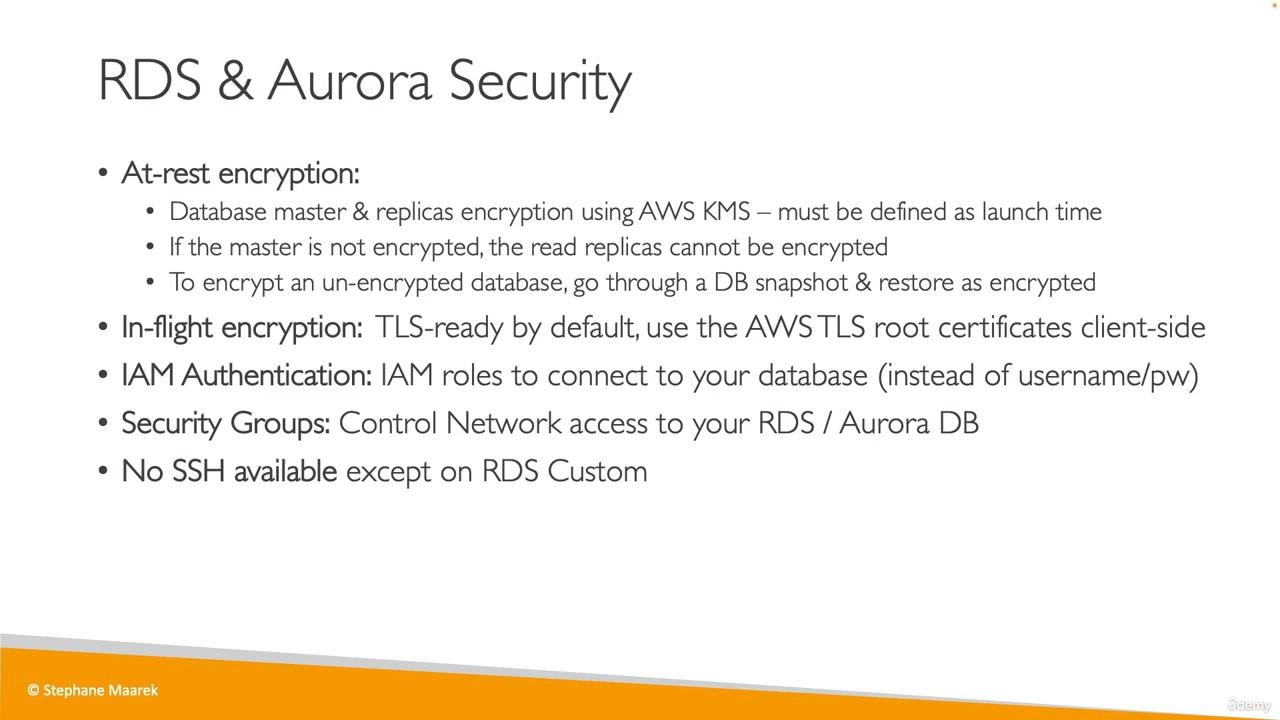 RDS & Aurora Security
• At-rest encryption:
• Database master & replicas encryption using AWS KMS – must be defined as launch time
• If the master is not encrypted, the read replicas cannot be encrypted
• To encrypt an un-encrypted database, go through a DB snapshot & restore as encrypted
• In-flight encryption: TLS-ready by default, use the AWS TLS root certificates client-side
• IAM Authentication: IAM roles to connect to your database (instead of username/pw)
• Security Groups: Control Network access to your RDS / Aurora DB
• No SSH available except on RDS Custom
© Stephane Maarek
ûdemy